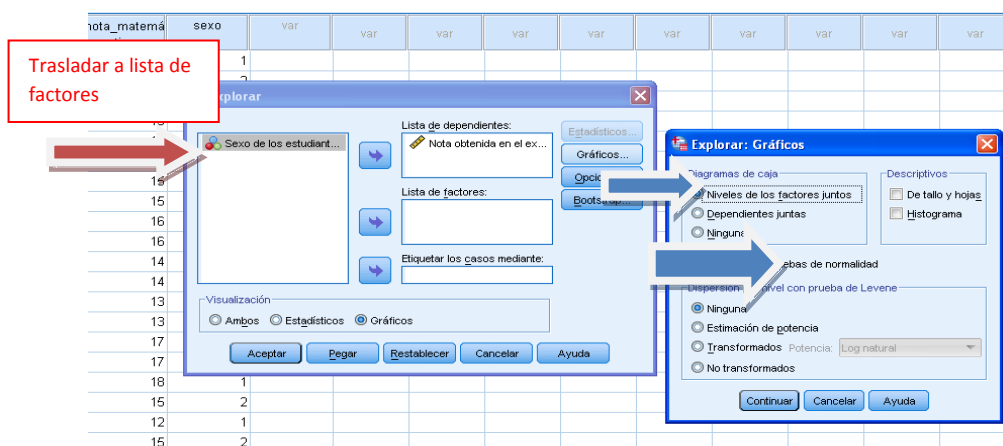 nota_matemá
sexo
var
var
var
var
var
var
var
var
var
var
Trasladar a lista de
factores
1
Explorar
Sexo de los estudiant...
Lista de dependientes:
Nota obtenida en el ex...
Lista de factores:
Etiquetar los casos mediante:
Estadísticos...
Gráficos...
Bootstrap...
Visualización
Ambos
Estadísticos
Gráficos
Aceptar
Pegar
Restablecer
Cancelar
Ayuda
Explorar: Gráficos
Diagramas de caja
Niveles de los factores juntos
Dependientes juntas
Ninguna
Descriptivos
De tallo y hojas
Histograma
de normalidad
con prueba de Levene
Ninguna
Estimación de potencia
Transformados Potencia: Log natural
No transformados
Continuar
Cancelar
Ayuda
15
15
16
16
14
14
13
13
17
17
18 1
15 2
12 1
15 2